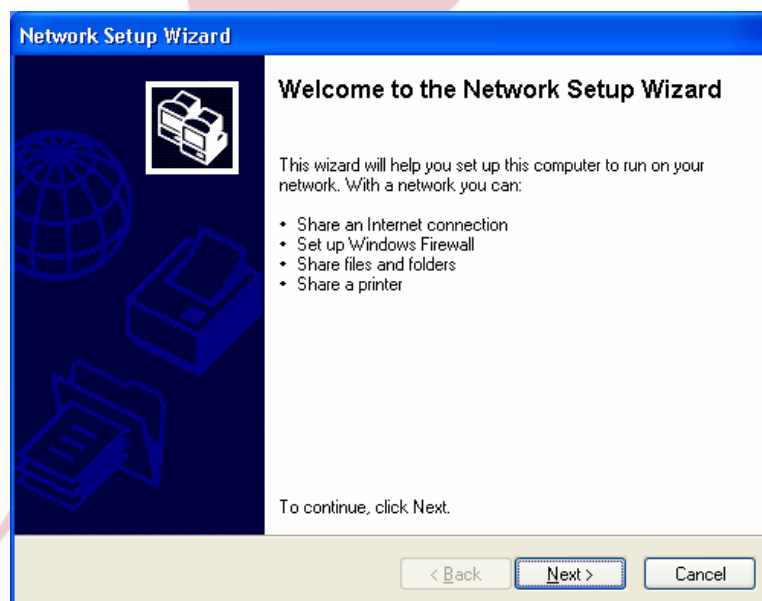 Network Setup Wizard
Welcome to the Network Setup Wizard
This wizard will help you set up this computer to run on your
network. With a network you can:
• Share an Internet connection
• Set up Windows Firewall
• Share files and folders
• Share a printer
To continue, click Next.
< Back Next > Cancel